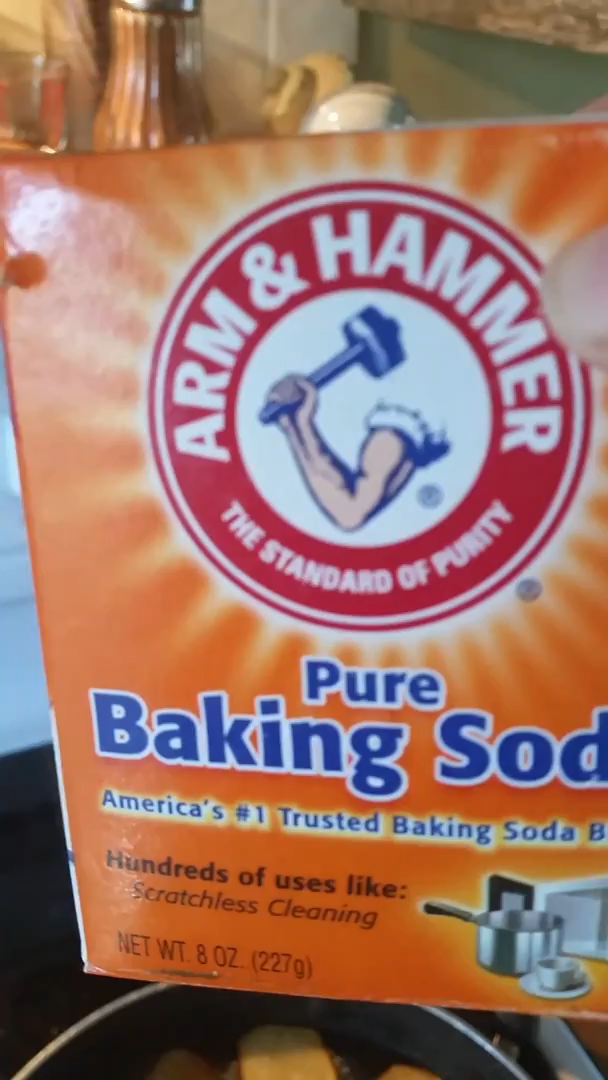 ARM & HAMMER
THE STANDARD OF PURITY
Pure
Baking Sod
America's #1 Trusted Baking Soda B
Hundreds of uses like:
Scratchless Cleaning
NET WT. 8 OZ. (227g)